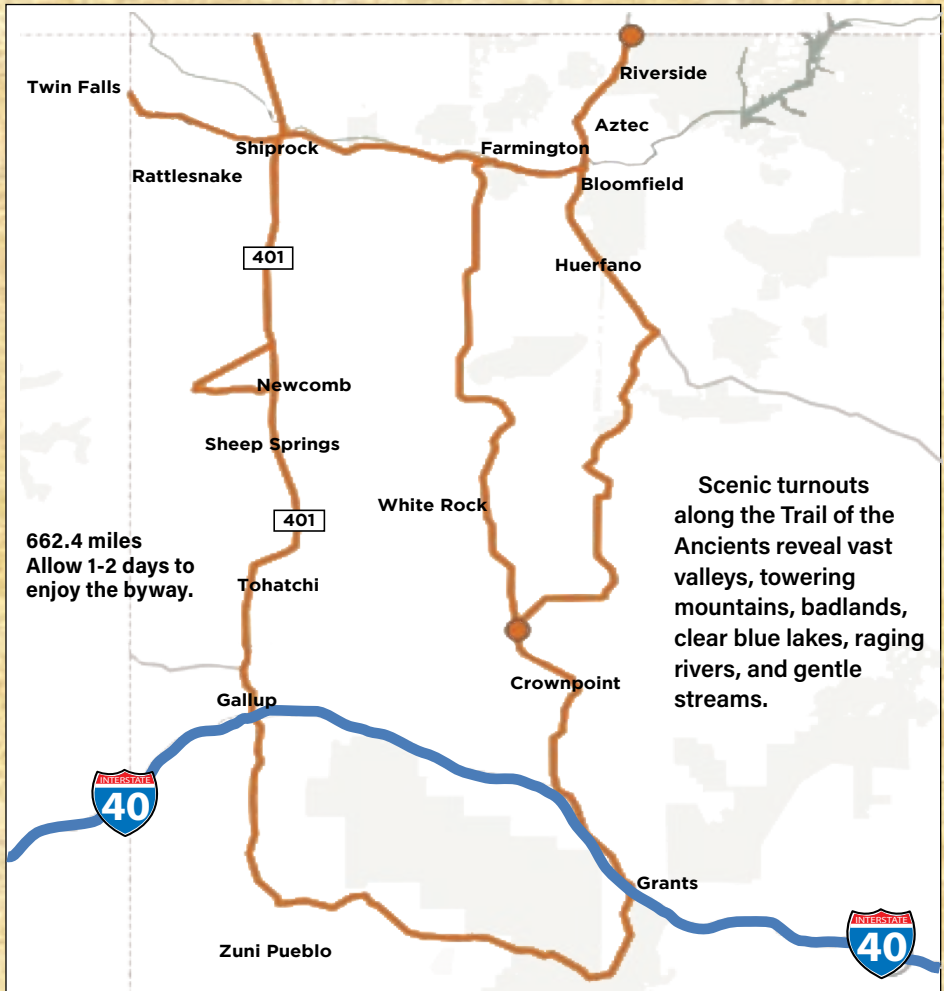 Riverside
Twin Falls
Aztec
Shiprock
Farmington
Rattlesnake
Bloomfield
401
Huerfano
Newcomb
Sheep Springs
White Rock
Scenic turnouts
along the Trail of the
Ancients reveal vast
valleys, towering
mountains, badlands,
clear blue lakes, raging
rivers, and gentle
streams.
401
662.4 miles
Allow 1-2 days to
enjoy the byway.
Tohatchi
Crownpoint
Gallup
INTERSTATE
40
Grants
Zuni Pueblo
INTERSTATE
40